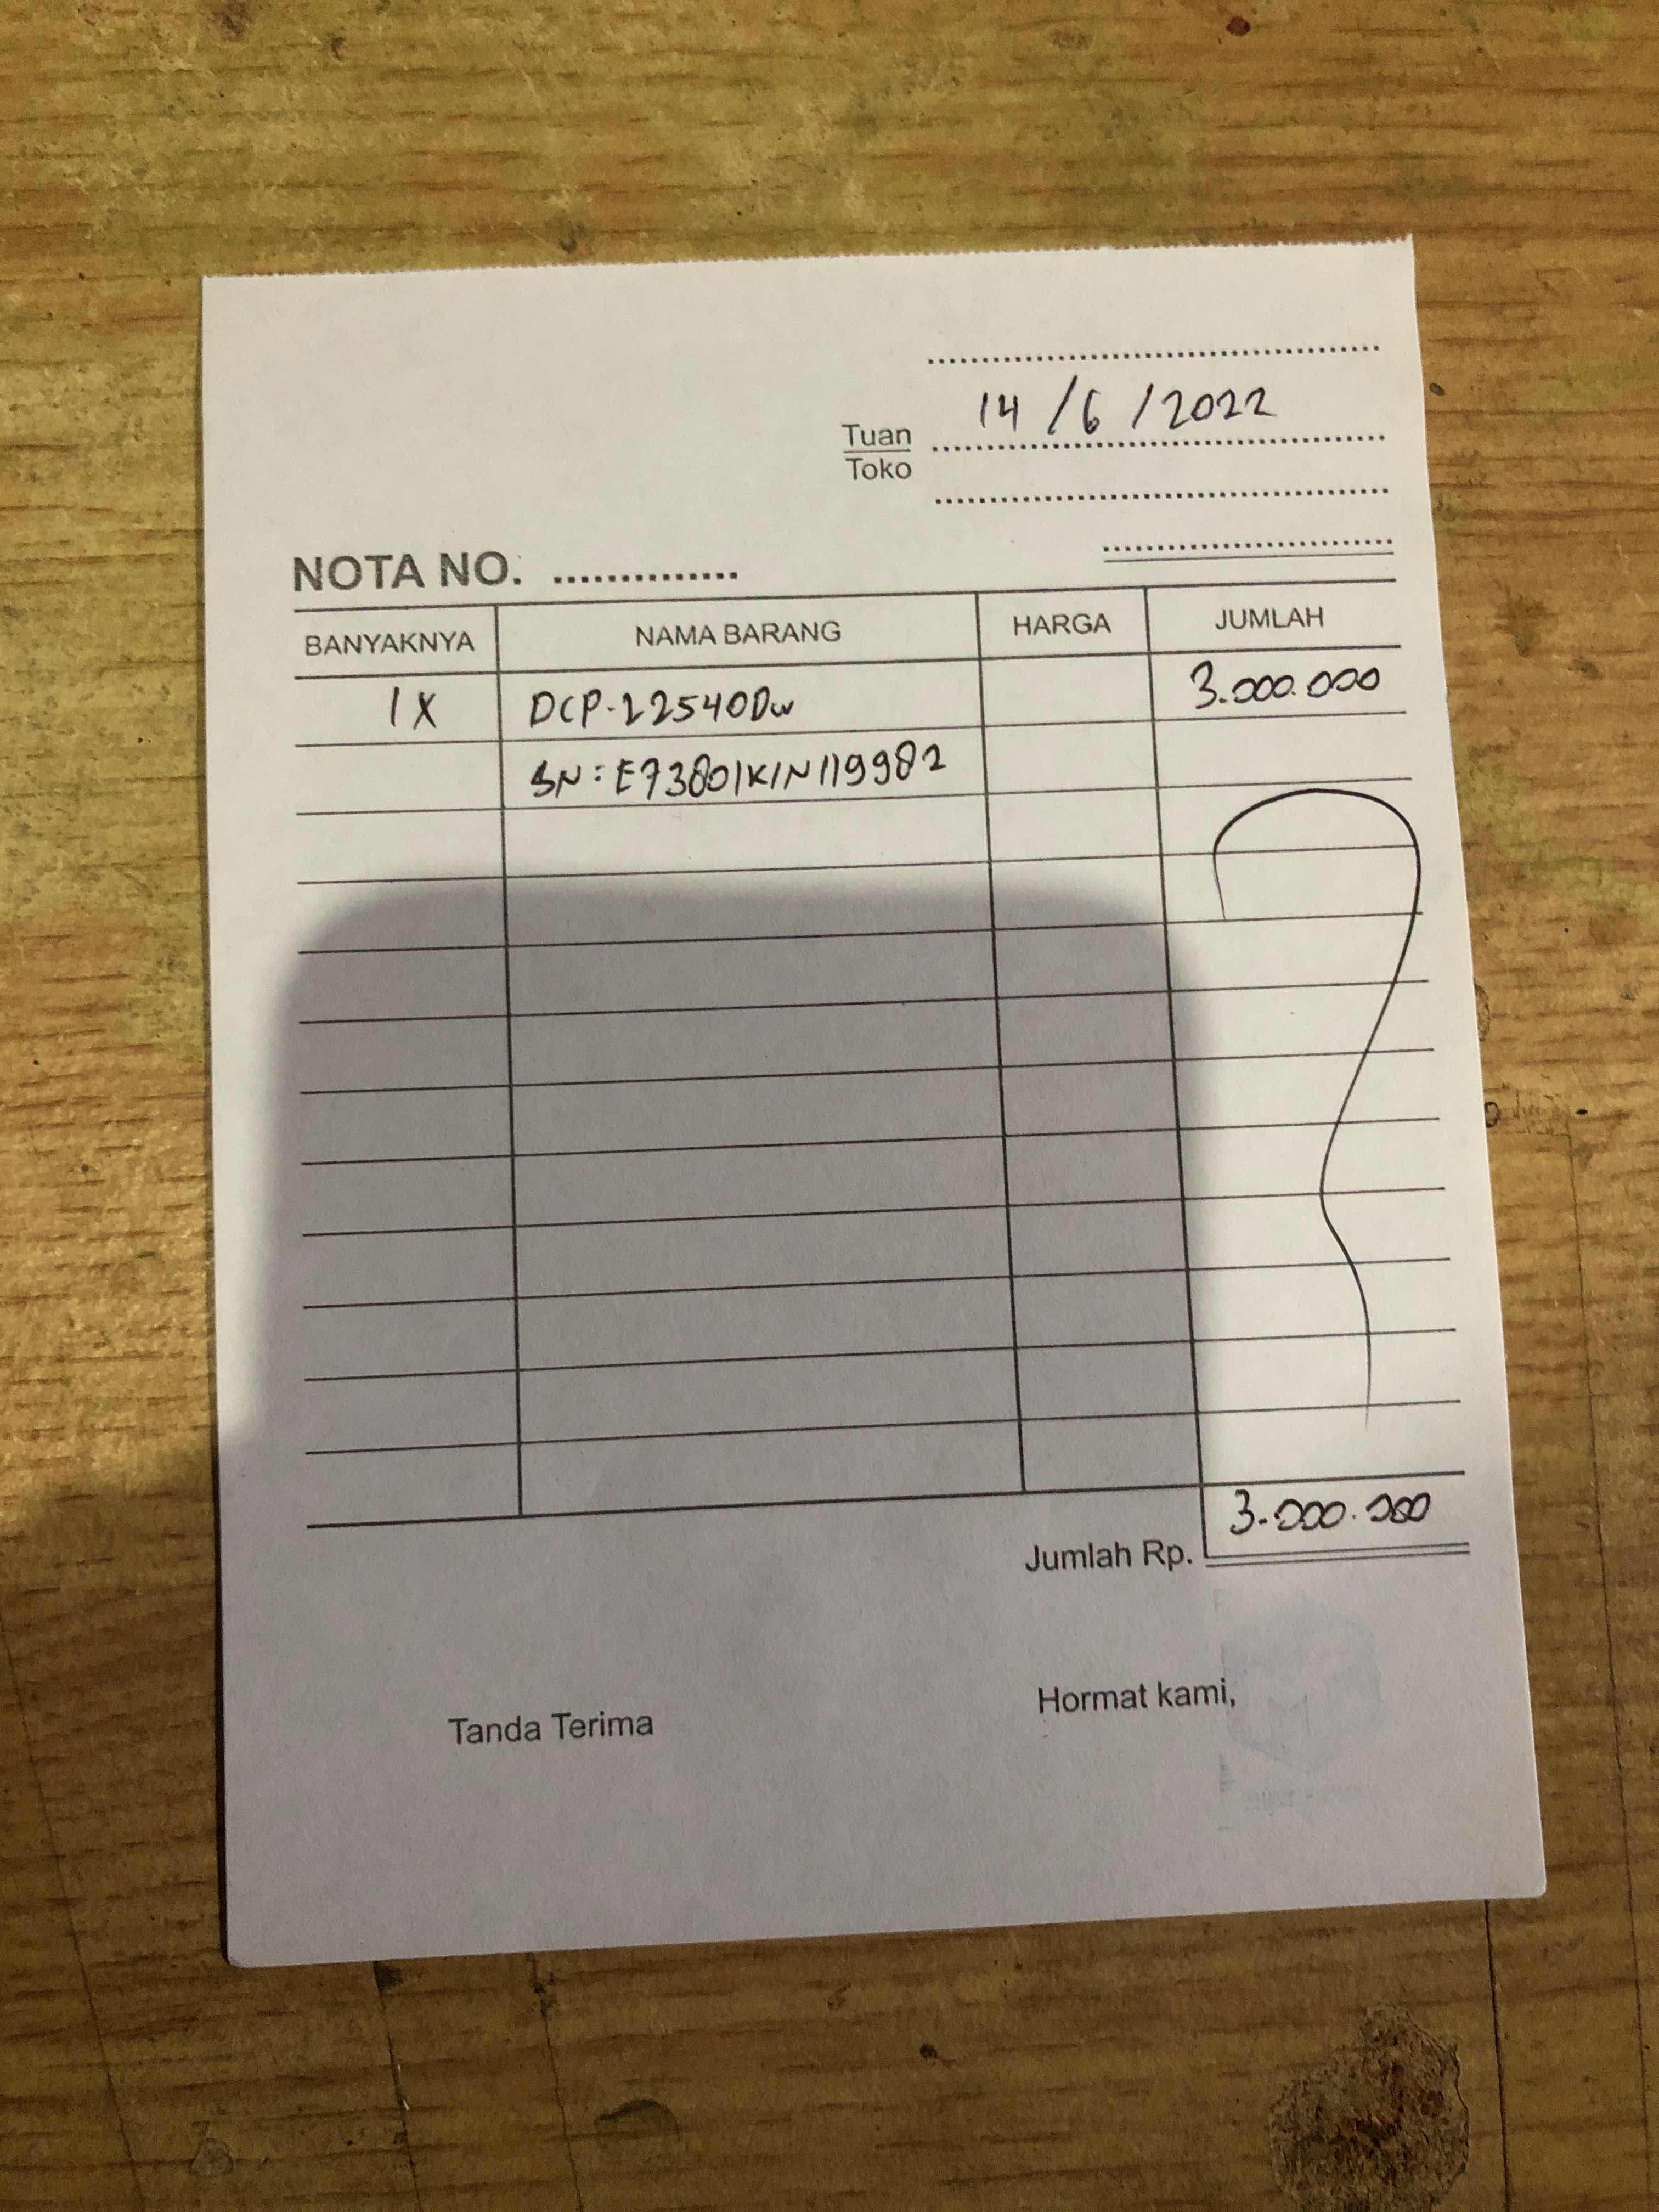 14/6/2022
Tuan
Toko
NOTA NO. ..............
BANYAKNYA NAMA BARANG HARGA JUMLAH
1X DCP-L2540Dw 3.000.000
SN: E73801K1N119982
Jumlah Rp. 3.000.000
Tanda Terima Hormat kami,